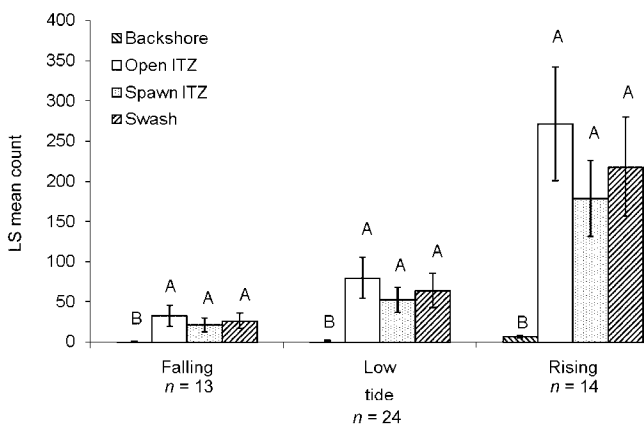 400
350
300
250
200
150
100
50
0
LS mean count
Backshore
Open ITZ
Spawn ITZ
Swash
B A A A
B A A A
B A A A
Falling
n = 13
Low
tide
n = 24
Rising
n = 14